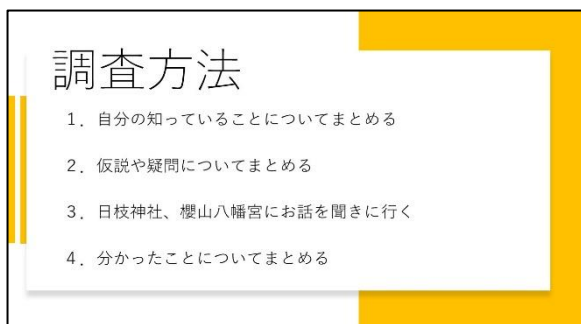 調査方法
1．自分の知っていることについてまとめる
2．仮説や疑問についてまとめる
3．日枝神社、櫻山八幡宮にお話を聞きに行く
4．分かったことについてまとめる